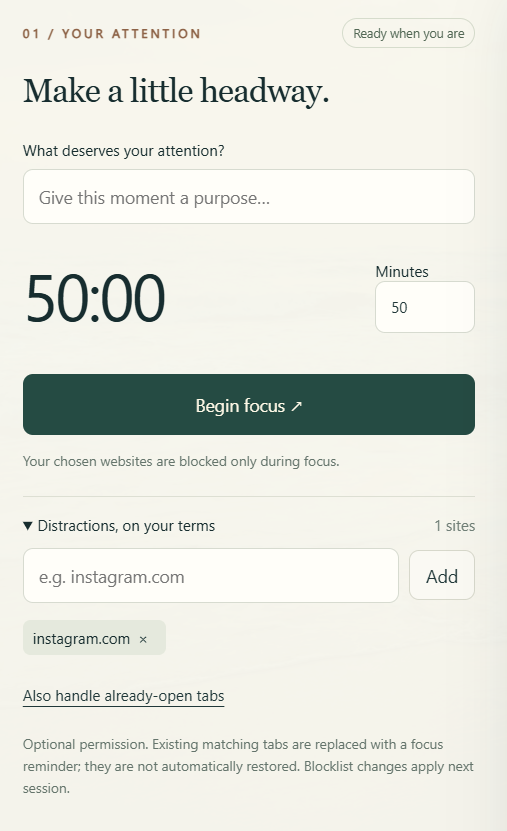 01 / YOUR ATTENTION
Ready when you are
Make a little headway.
What deserves your attention?
Give this moment a purpose...
50:00
Minutes
50
Begin focus ↗
Your chosen websites are blocked only during focus.
▼ Distractions, on your terms
1 sites
e.g. instagram.com
Add
instagram.com ×
Also handle already-open tabs
Optional permission. Existing matching tabs are replaced with a focus
reminder; they are not automatically restored. Blocklist changes apply next
session.